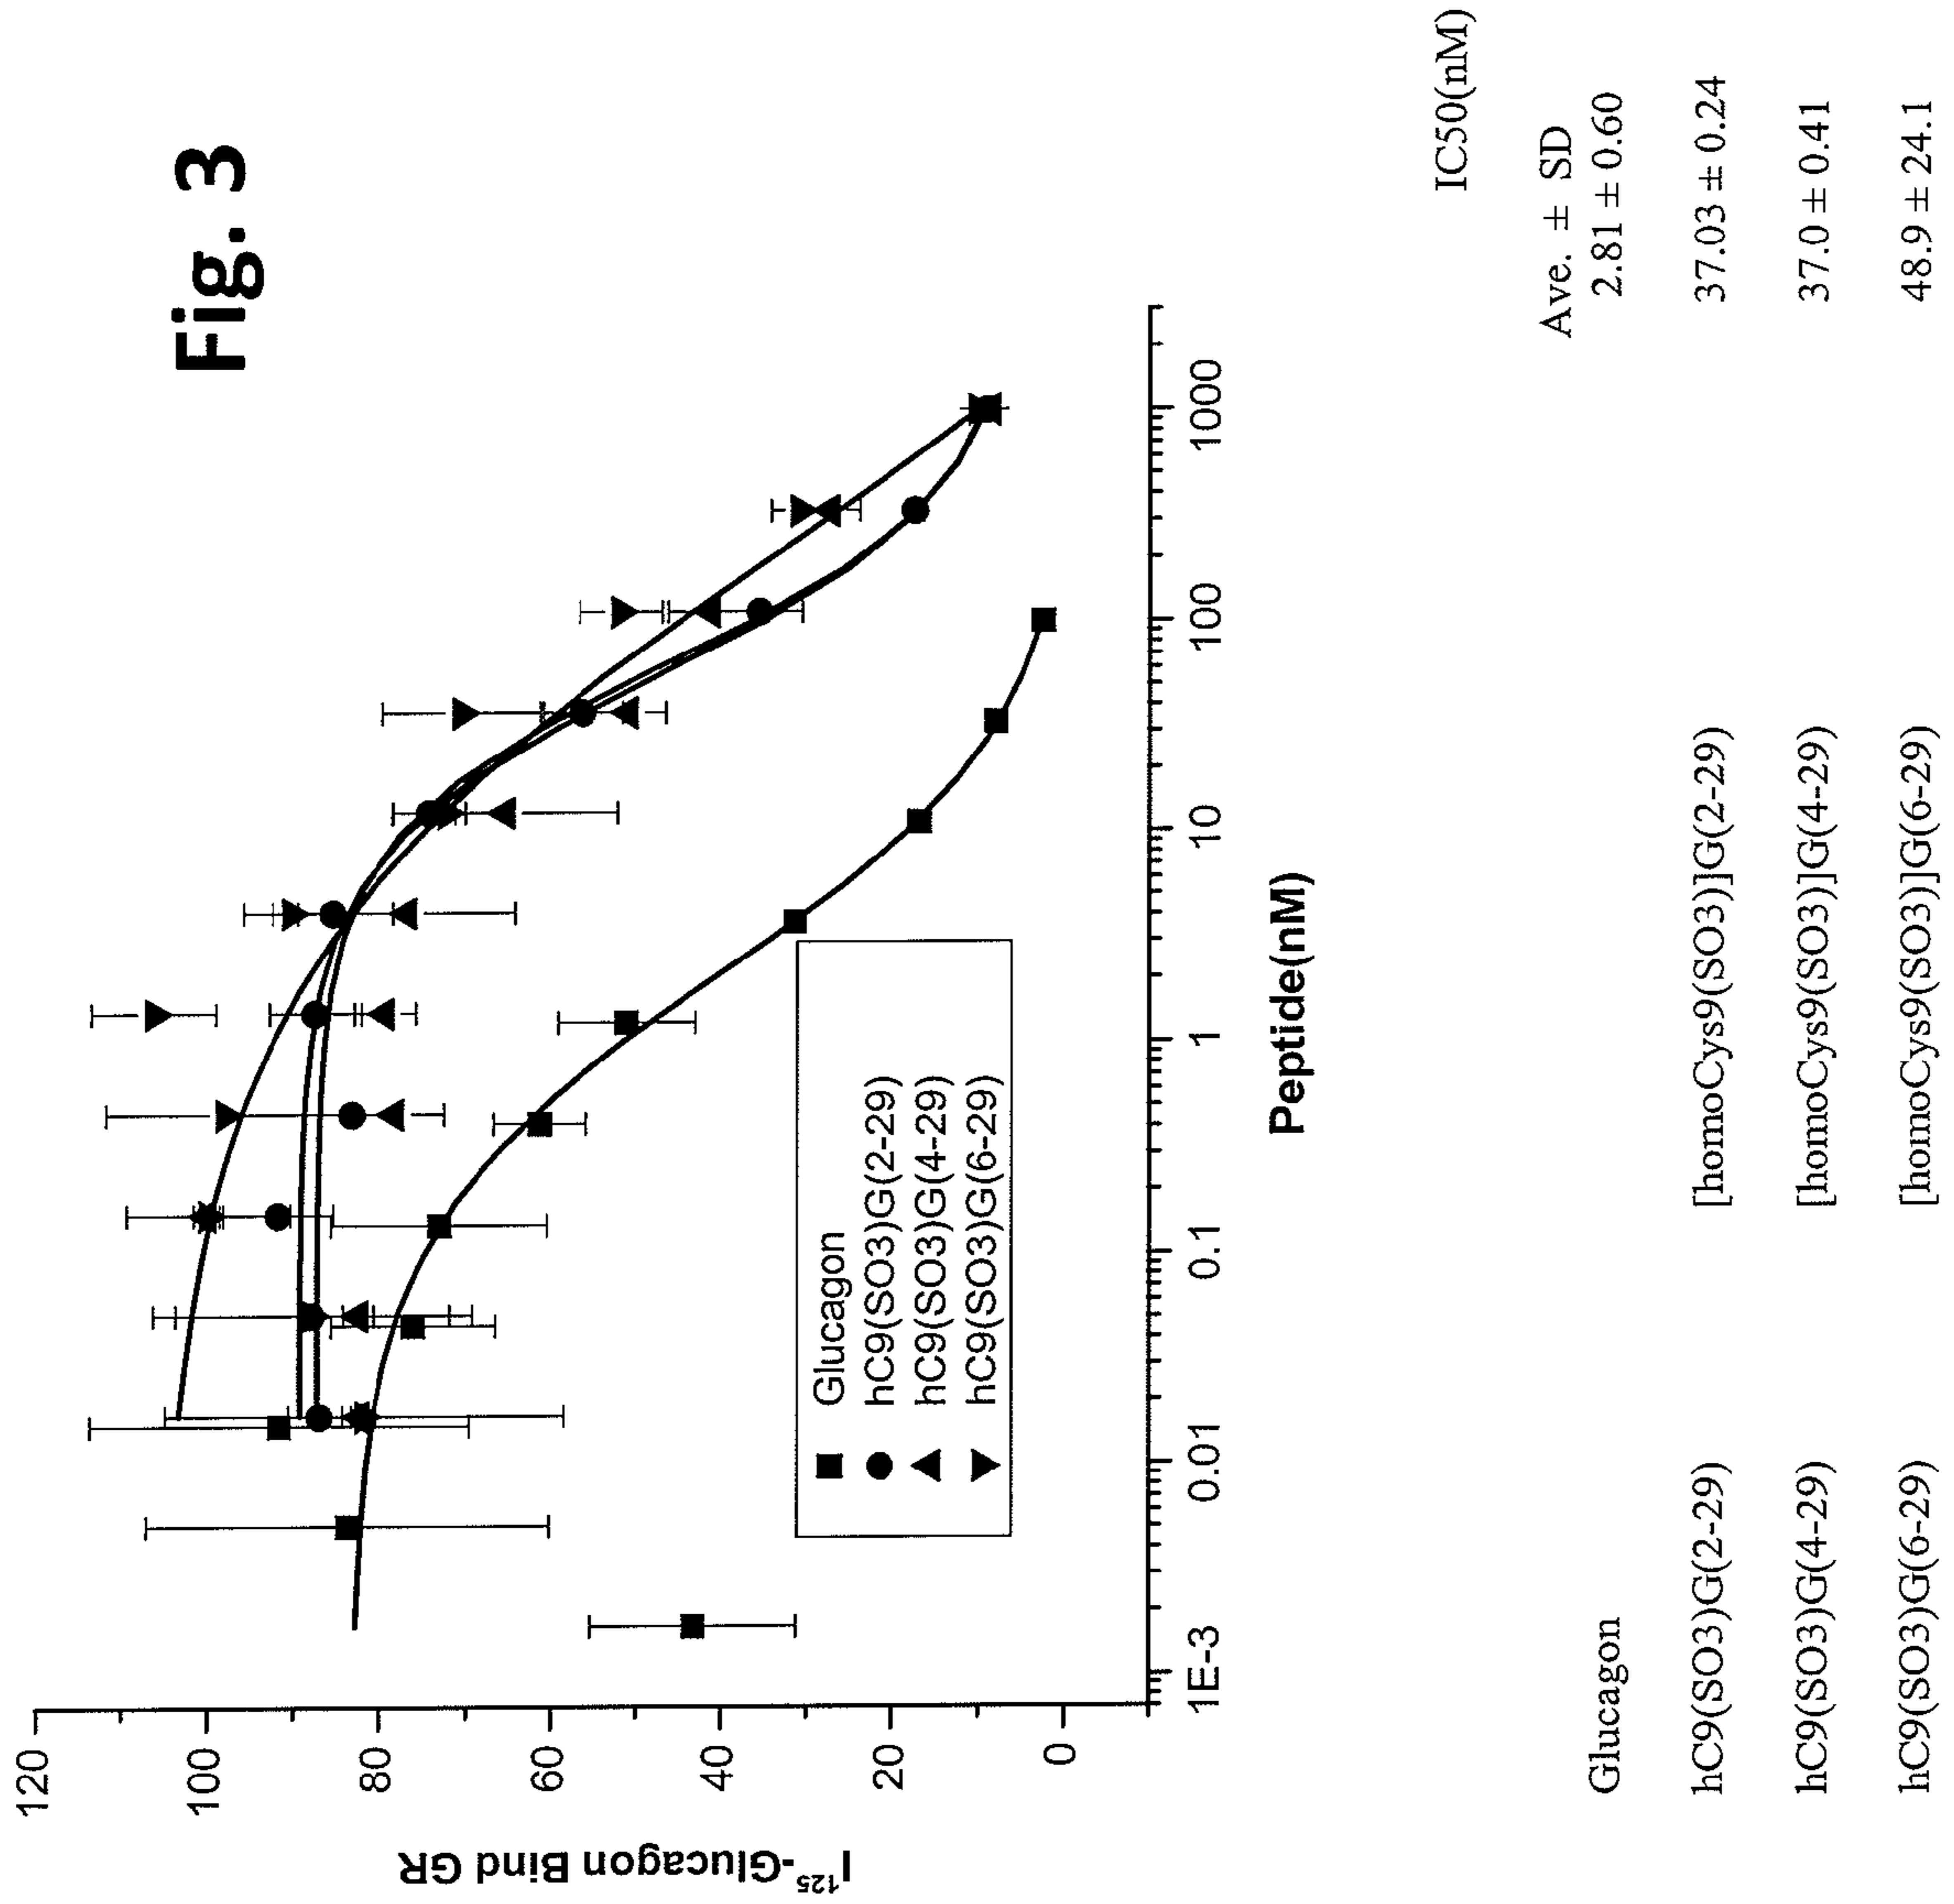 Fig. 3
I125-Glucagon Bind GR
120
100
80
60
40
20
0
Glucagon
hC9(SO3)G(2-29)
hC9(SO3)G(4-29)
hC9(SO3)G(6-29)
1E-3
0.01
0.1
1
10
100
1000
Peptide(nM)
IC50(nM)
Ave. ± SD
Glucagon 2.81 ± 0.60
hC9(SO3)G(2-29) [homoCys9(SO3)]G(2-29) 37.03 ± 0.24
hC9(SO3)G(4-29) [homoCys9(SO3)]G(4-29) 37.0 ± 0.41
hC9(SO3)G(6-29) [homoCys9(SO3)]G(6-29) 48.9 ± 24.1